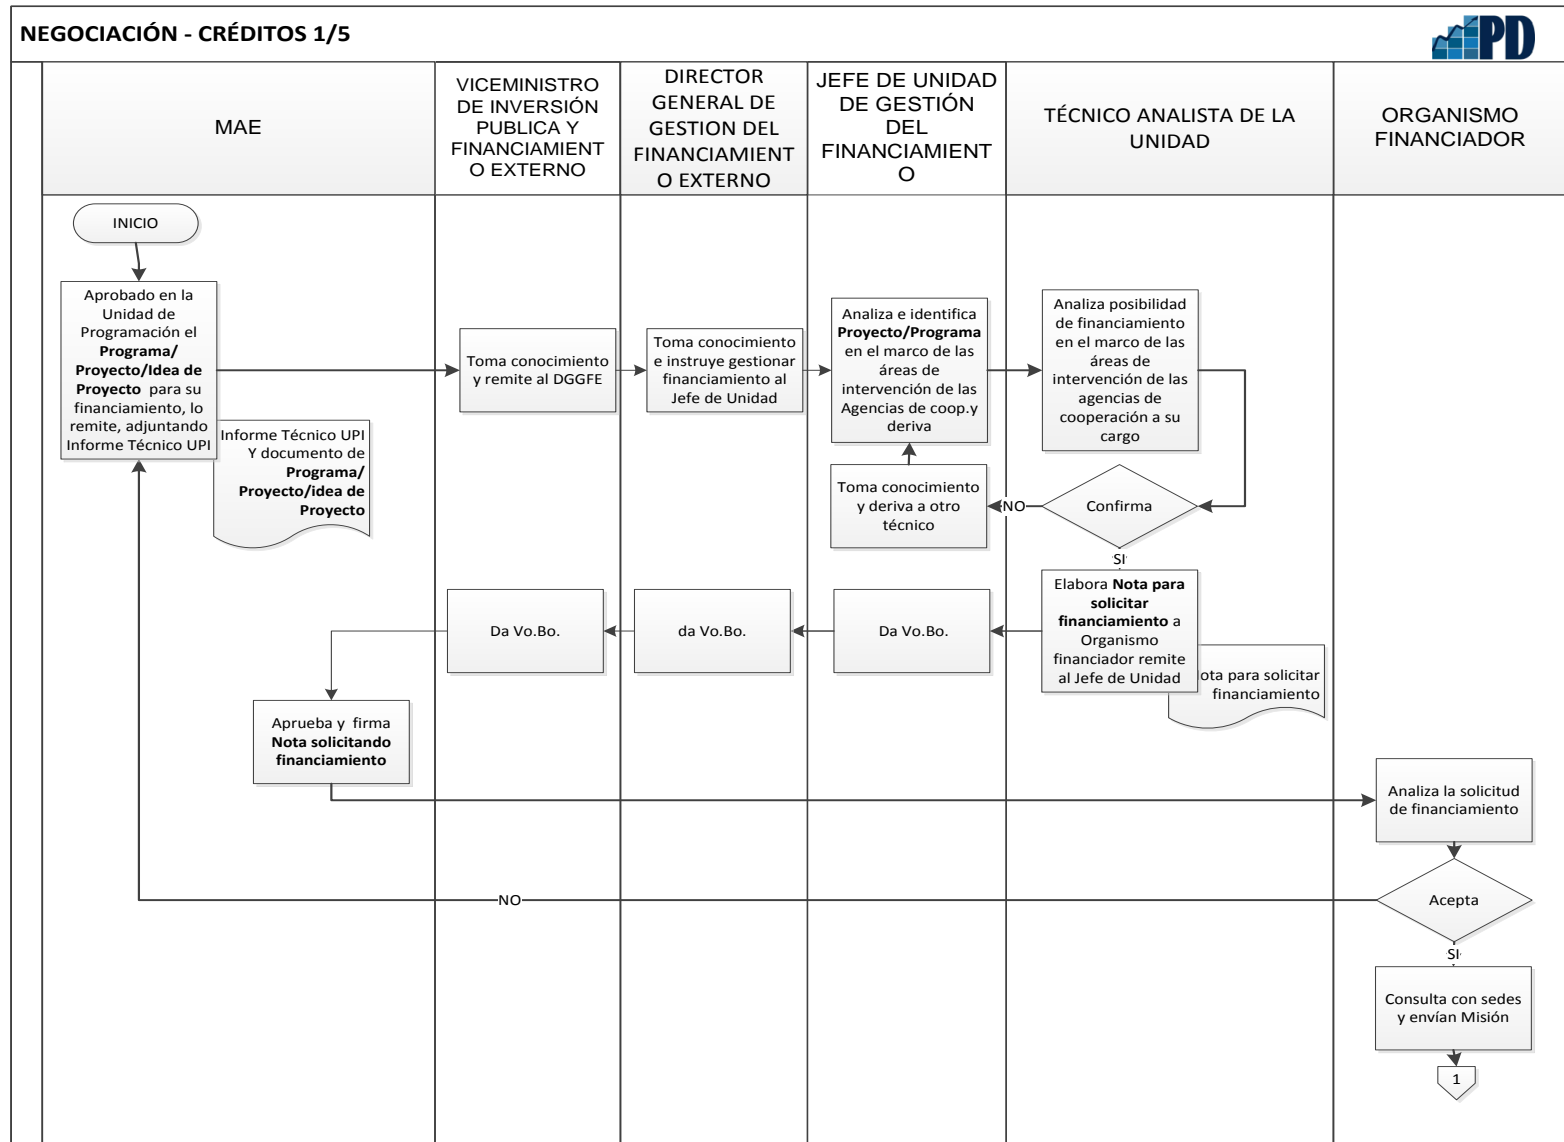 NEGOCIACIÓN - CRÉDITOS 1/5
PD
MAE
VICEMINISTRO
DE INVERSIÓN
PUBLICA Y
FINANCIAMIENT
O EXTERNO
DIRECTOR
GENERAL DE
GESTION DEL
FINANCIAMIENT
O EXTERNO
JEFE DE UNIDAD
DE GESTIÓN
DEL
FINANCIAMIENT
O
TÉCNICO ANALISTA DE LA
UNIDAD
ORGANISMO
FINANCIADOR
INICIO
Aprobado en la
Unidad de
Programación el
Programa/
Proyecto/Idea de
Proyecto para su
financiamiento, lo
remite, adjuntando
Informe Técnico UPI
Informe Técnico UPI
Y documento de
Programa/
Proyecto/idea de
Proyecto
Toma conocimiento
y remite al DGGFE
Toma conocimiento
e instruye gestionar
financiamiento al
Jefe de Unidad
Analiza e identifica
Proyecto/Programa
en el marco de las
áreas de
intervención de las
Agencias de coop.y
deriva
Analiza posibilidad
de financiamiento
en el marco de las
áreas de
intervención de las
agencias de
cooperación a su
cargo
Toma conocimiento
y deriva a otro
técnico
NO
Confirma
SI
Elabora Nota para
solicitar
financiamiento a
Organismo
financiador remite
al Jefe de Unidad
ota para solicitar
financiamiento
Da Vo.Bo.
da Vo.Bo.
Da Vo.Bo.
Aprueba y firma
Nota solicitando
financiamiento
Analiza la solicitud
de financiamiento
Acepta
NO
SI
Consulta con sedes
y envían Misión
1